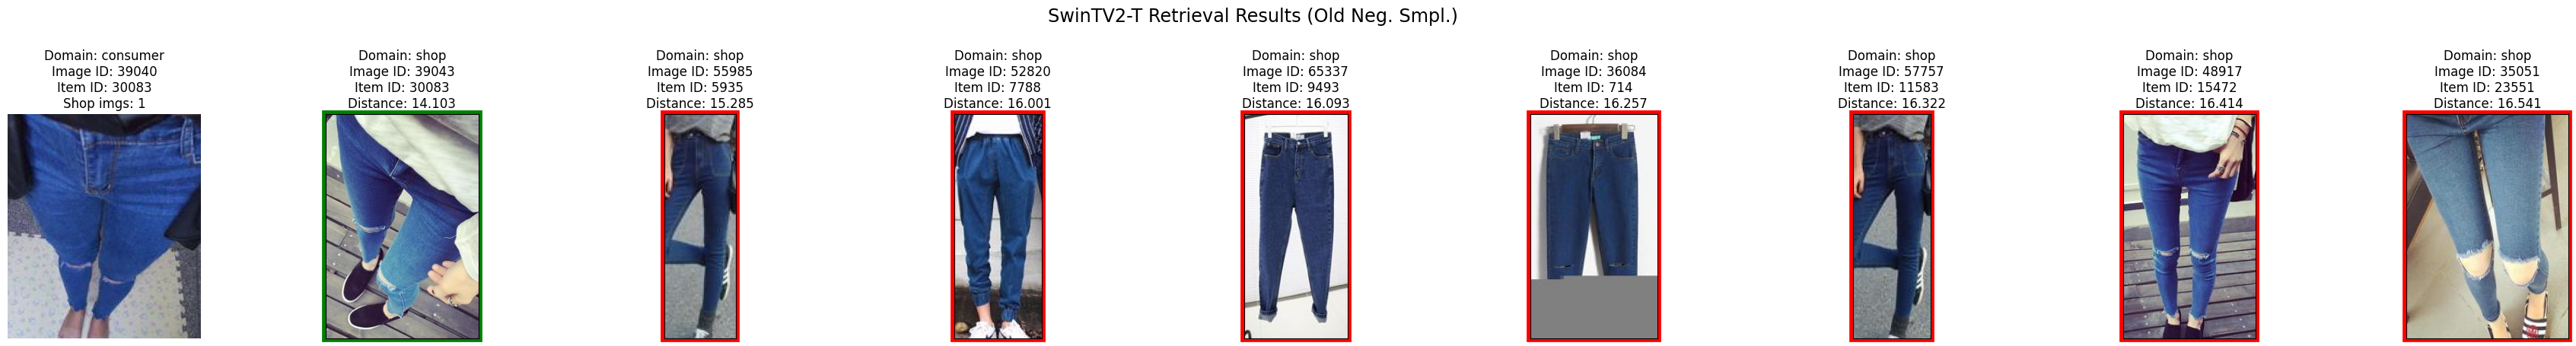 SwinTV2-T Retrieval Results (Old Neg. Smpl.)
Domain: consumer
Image ID: 39040
Item ID: 30083
Shop imgs: 1
Domain: shop
Image ID: 39043
Item ID: 30083
Distance: 14.103
Domain: shop
Image ID: 55985
Item ID: 5935
Distance: 15.285
Domain: shop
Image ID: 52820
Item ID: 7788
Distance: 16.001
Domain: shop
Image ID: 65337
Item ID: 9493
Distance: 16.093
Domain: shop
Image ID: 36084
Item ID: 714
Distance: 16.257
Domain: shop
Image ID: 57757
Item ID: 11583
Distance: 16.322
Domain: shop
Image ID: 48917
Item ID: 15472
Distance: 16.414
Domain: shop
Image ID: 35051
Item ID: 23551
Distance: 16.541